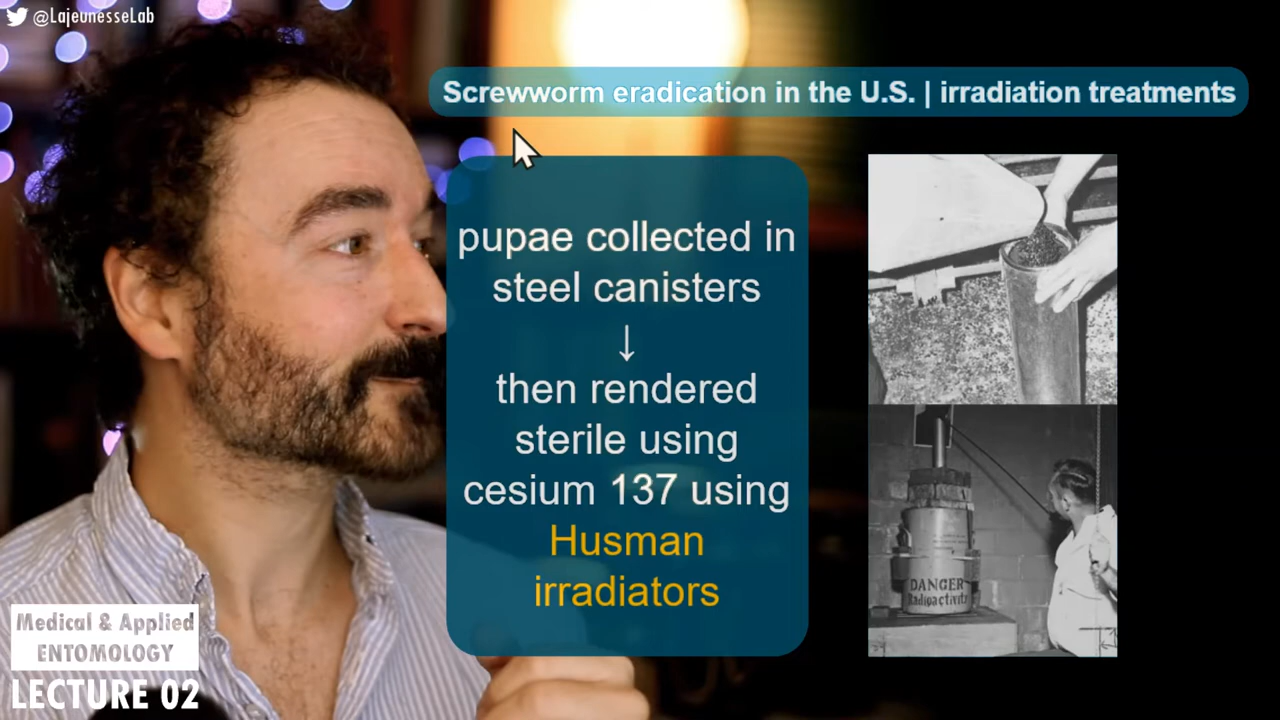 @LajeunesseLab
Screwworm eradication in the U.S. | irradiation treatments
pupae collected in
steel canisters
↓
then rendered
sterile using
cesium 137 using
Husman
irradiators
DANGER
Radioactivity
Medical & Applied
ENTOMOLOGY
LECTURE 02